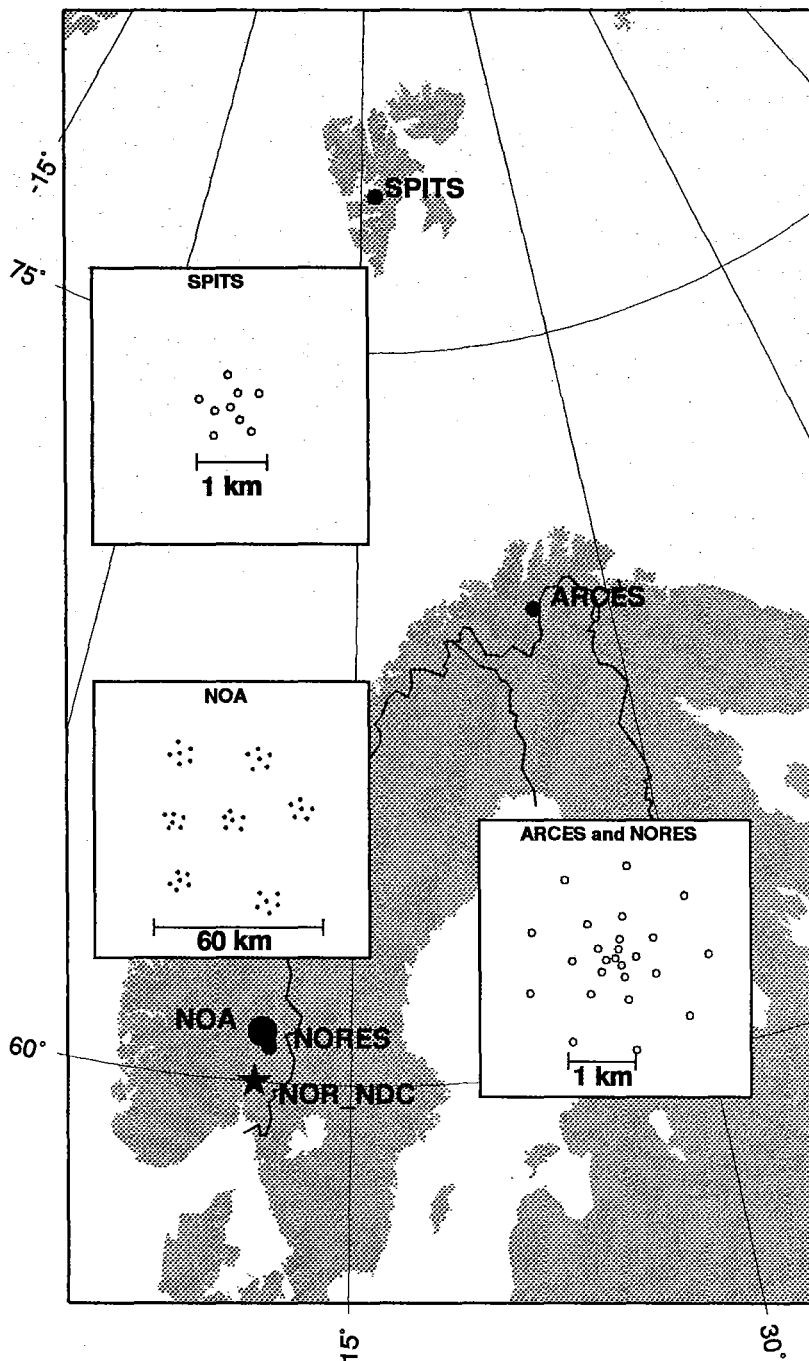 -15°
SPITS
75°
SPITS
1 km
ARCES
NOA
60 km
ARCES and NORES
1 km
NOA
NORES
60°
NOR_NDC
15°
30°